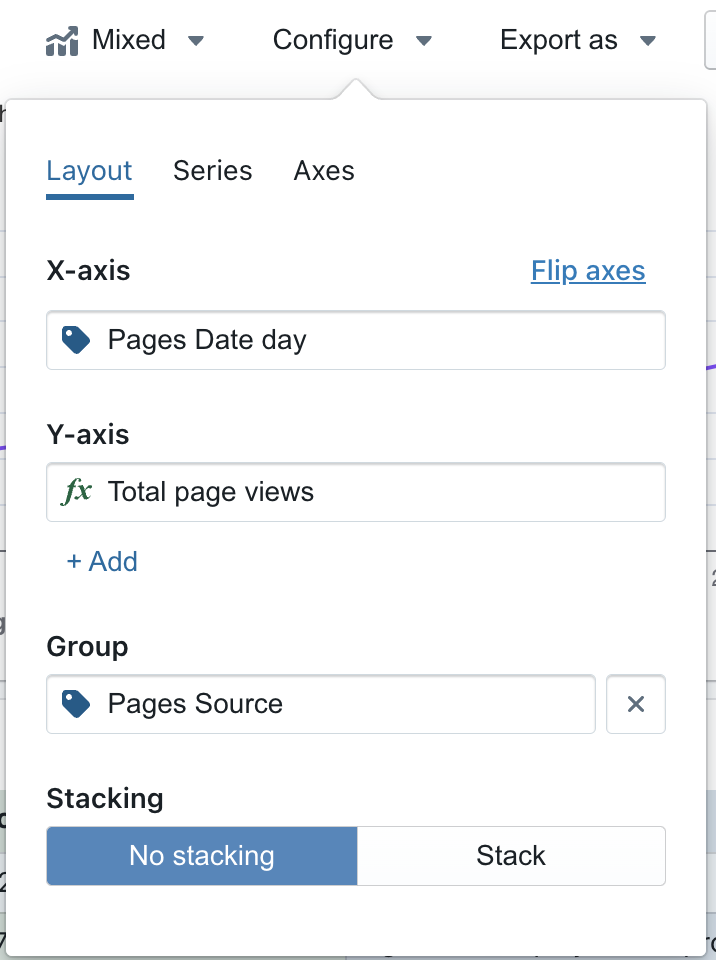 Mixed Configure Export as
Layout Series Axes
X-axis Flip axes
Pages Date day
Y-axis
fx Total page views
+ Add
Group
Pages Source
Stacking
No stacking Stack